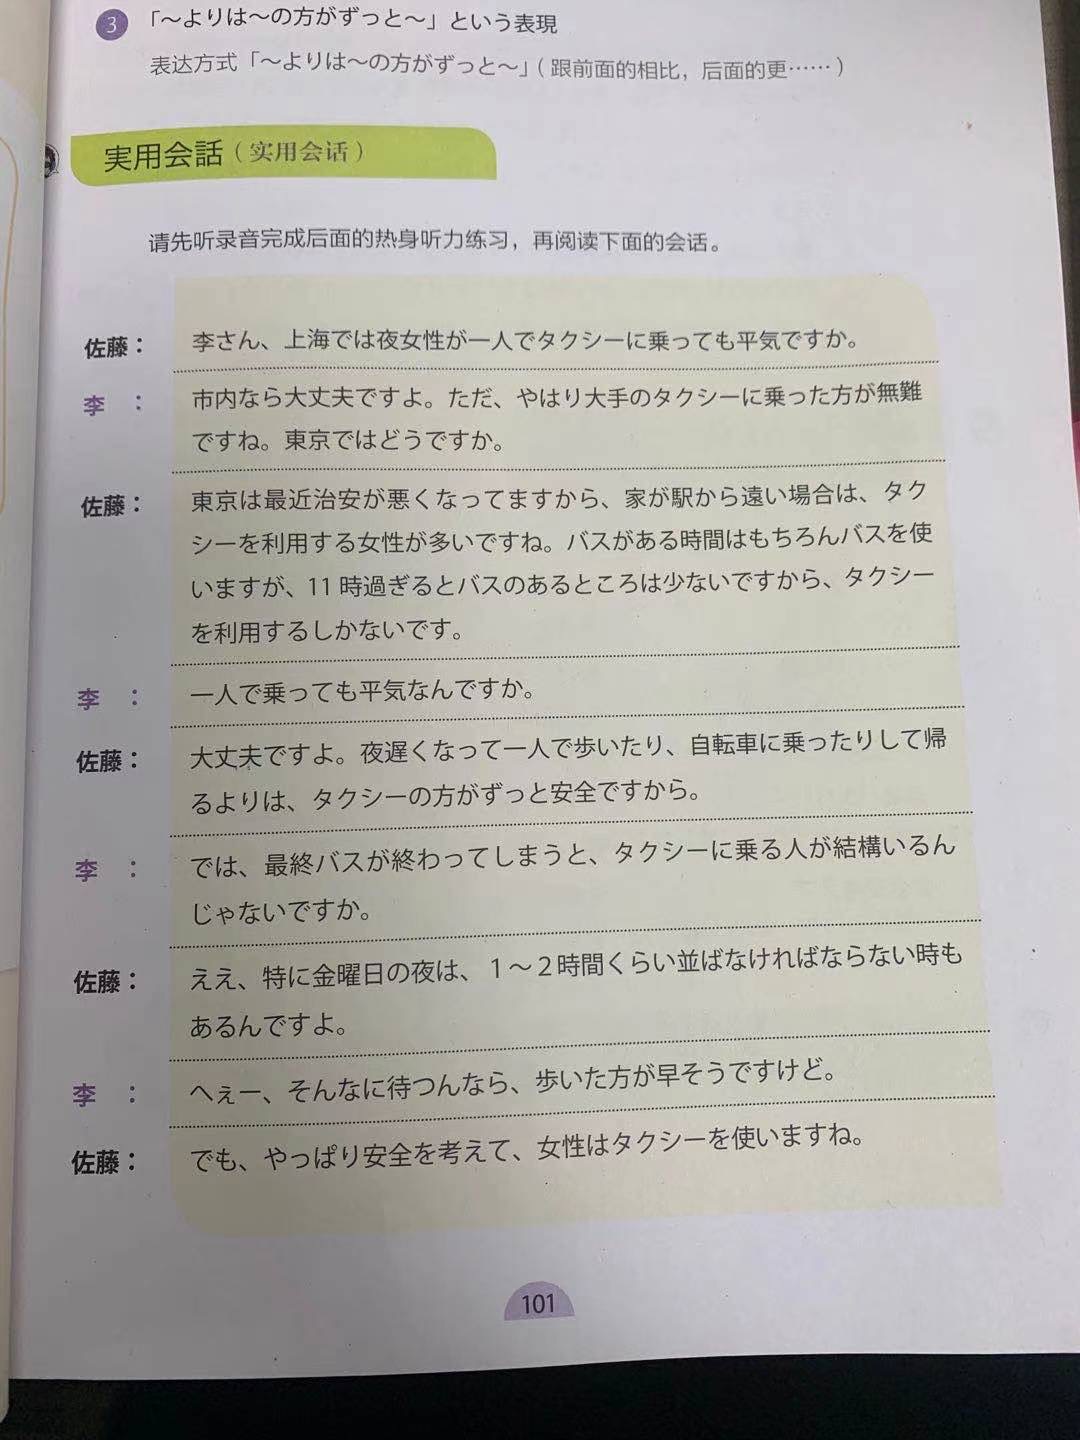 3 「～よりは～の方がずっと～」という表現
表达方式「～よりは～の方がずっと～」（跟前面的相比，后面的更……）
実用会話（实用会话）
请先听录音完成后面的热身听力练习，再阅读下面的会话。
佐藤： 李さん、上海では夜女性が一人でタクシーに乗っても平気ですか。
李 ： 市内なら大丈夫ですよ。ただ、やはり大手のタクシーに乗った方が無難
ですね。東京ではどうですか。
佐藤： 東京は最近治安が悪くなってますから、家が駅から遠い場合は、タク
シーを利用する女性が多いですね。バスがある時間はもちろんバスを使
いますが、11 時過ぎるとバスのあるところは少ないですから、タクシー
を利用するしかないです。
李 ： 一人で乗っても平気なんですか。
佐藤： 大丈夫ですよ。夜遅くなって一人で歩いたり、自転車に乗ったりして帰
るよりは、タクシーの方がずっと安全ですから。
李 ： では、最終バスが終わってしまうと、タクシーに乗る人が結構いるん
じゃないですか。
佐藤： ええ、特に金曜日の夜は、１～２時間くらい並ばなければならない時も
あるんですよ。
李 ： へぇー、そんなに待つんなら、歩いた方が早そうですけど。
佐藤： でも、やっぱり安全を考えて、女性はタクシーを使いますね。
101